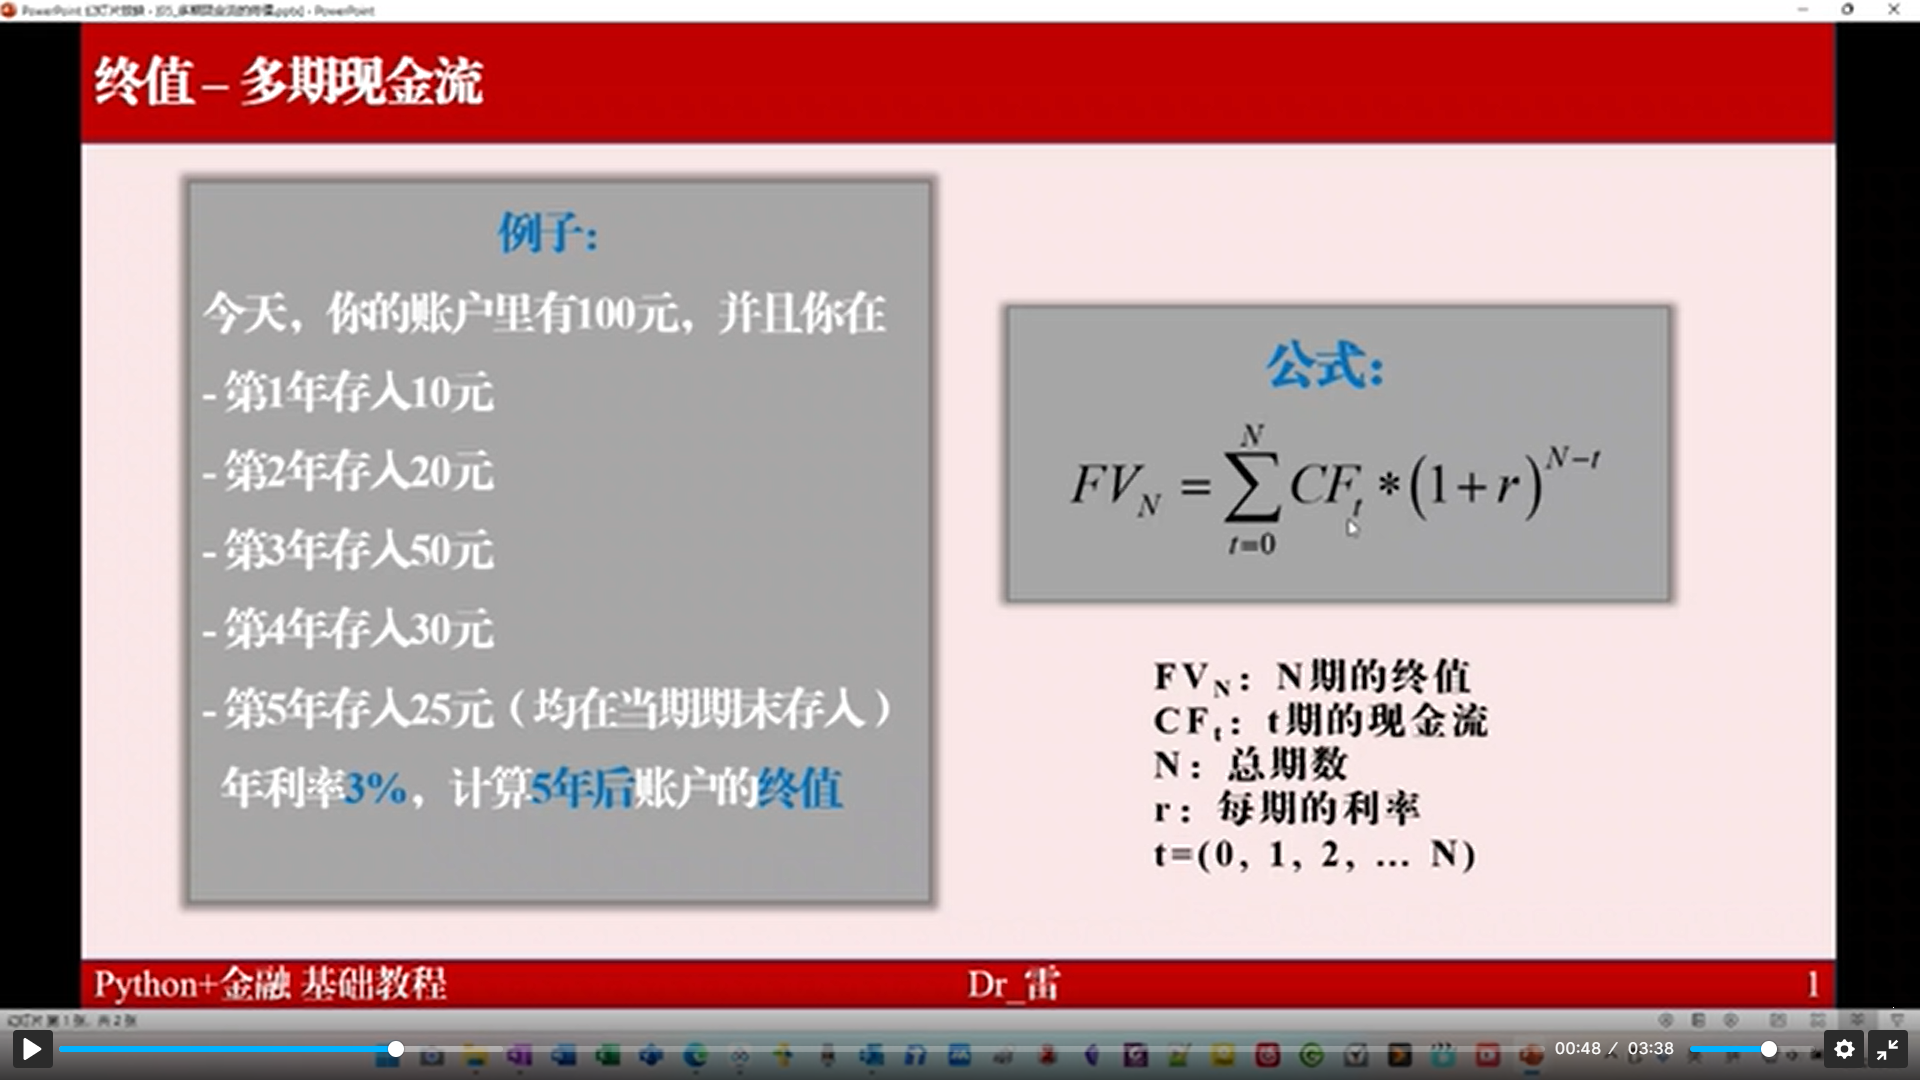 终值 – 多期现金流
例子：
今天，你的账户里有100元，并且你在
- 第1年存入10元
- 第2年存入20元
- 第3年存入50元
- 第4年存入30元
- 第5年存入25元（均在当期期末存入）
年利率3%，计算5年后账户的终值
公式：
FV_N = ∑_{t=0}^{N} CF_t * (1+r)^{N−t}
FV_N：N期的终值
CF_t：t期的现金流
N：总期数
r：每期的利率
t=(0, 1, 2, … N)
Python+金融 基础教程
Dr_雷
1
00:48 / 03:38